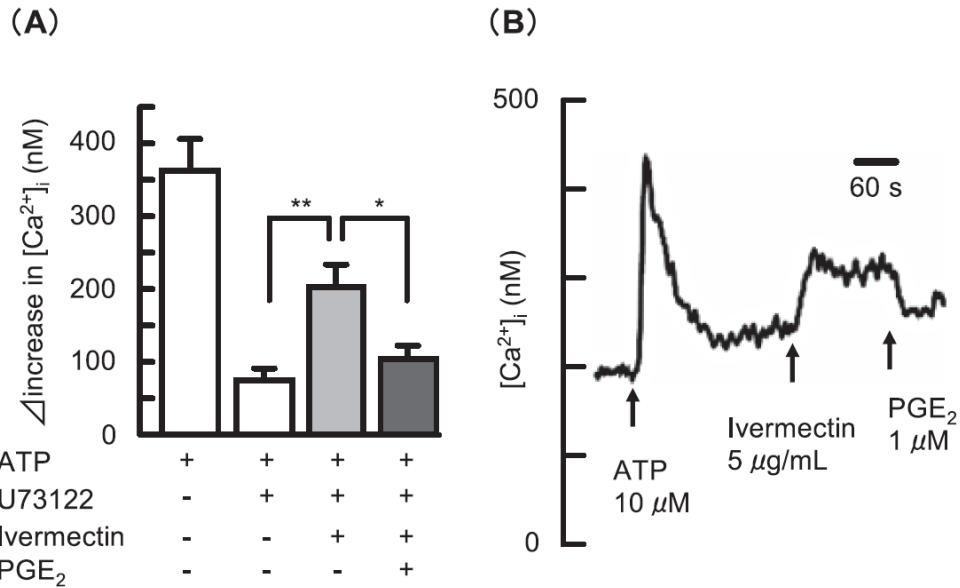 (A)
(B)
⊿increase in [Ca²⁺]ᵢ (nM)
400
300
200
100
0
** *
ATP + + + +
U73122 - + + +
Ivermectin - - + +
PGE₂ - - - +
[Ca²⁺]ᵢ (nM)
500
0
60 s
ATP
10 μM
Ivermectin
5 μg/mL
PGE₂
1 μM